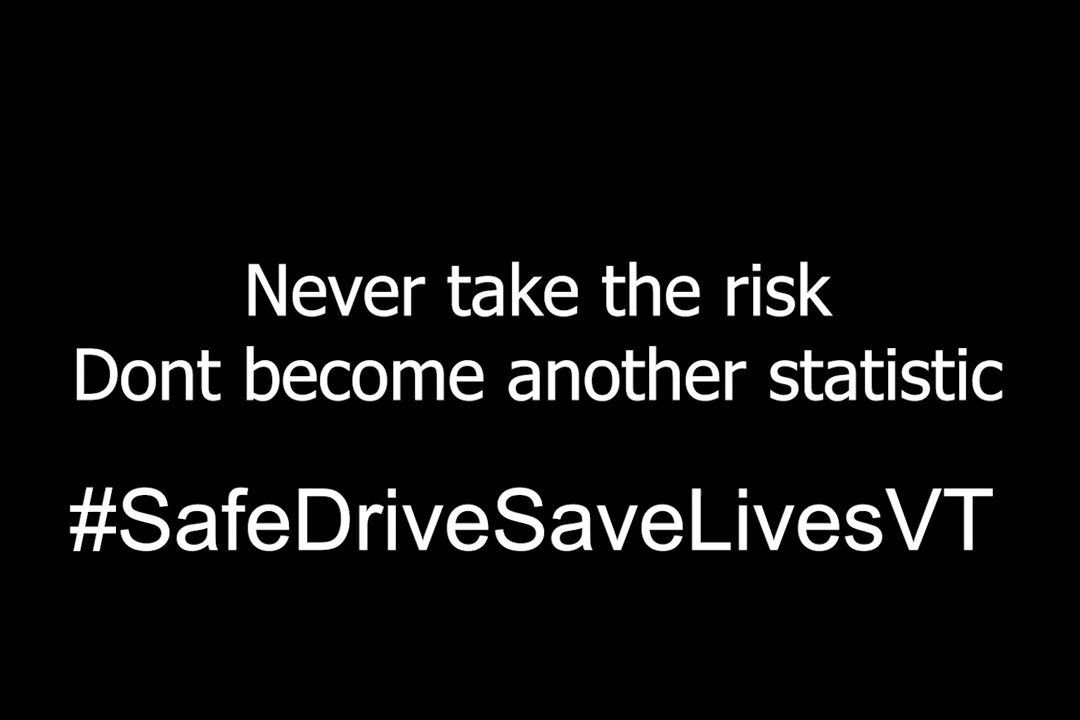 Never take the risk
Dont become another statistic
#SafeDriveSaveLivesVT